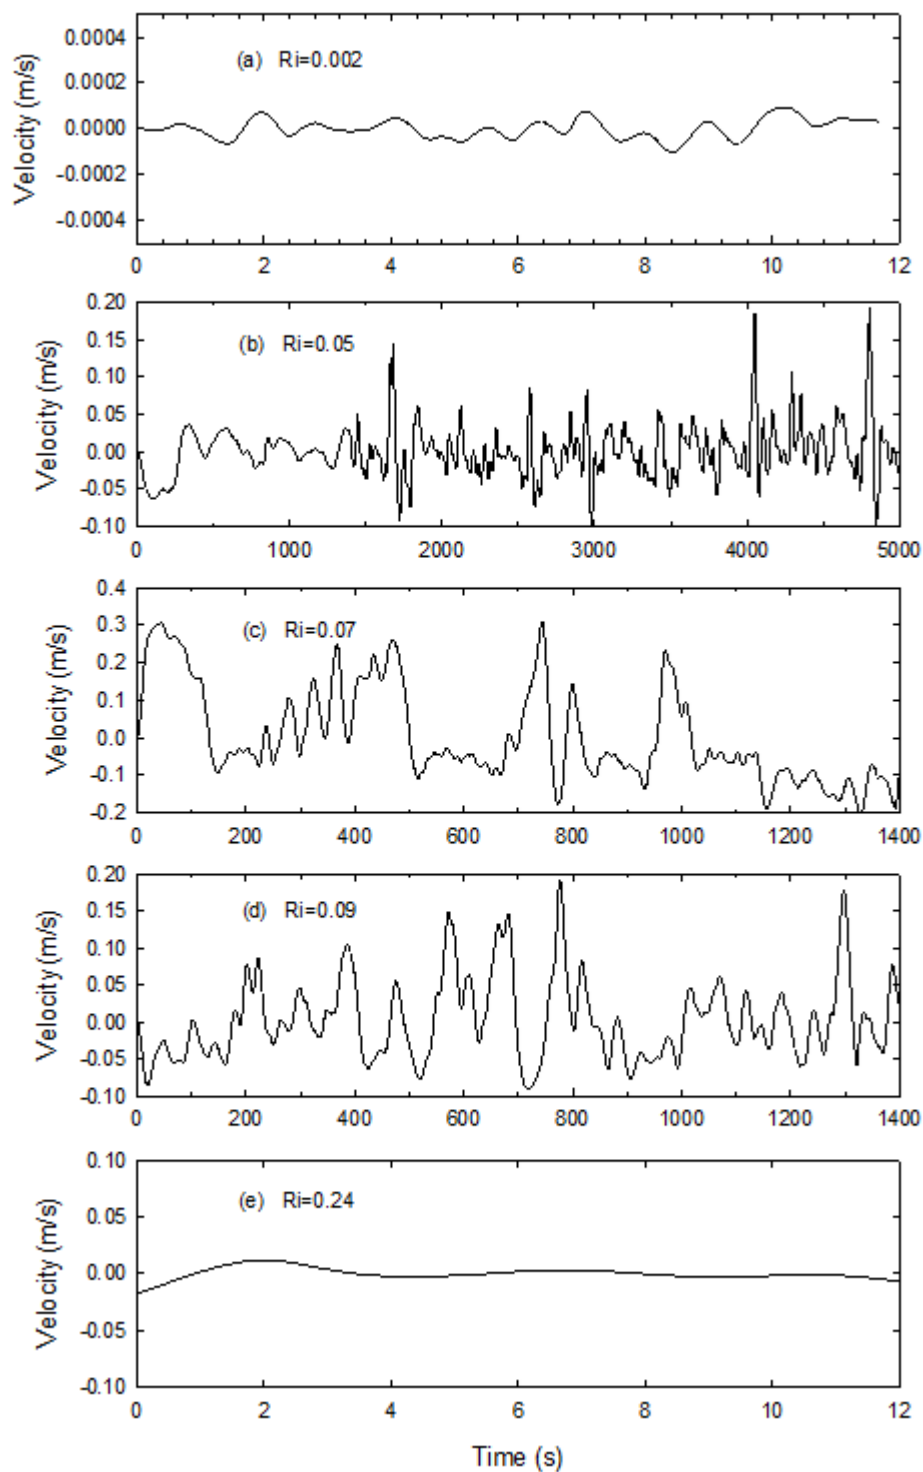 Velocity (m/s)
0.0004
0.0002
0.0000
-0.0002
-0.0004
(a) Ri=0.002
0 2 4 6 8 10 12
Velocity (m/s)
0.20
0.15
0.10
0.05
0.00
-0.05
-0.10
(b) Ri=0.05
0 1000 2000 3000 4000 5000
Velocity (m/s)
0.4
0.3
0.2
0.1
0.0
-0.1
-0.2
(c) Ri=0.07
0 200 400 600 800 1000 1200 1400
Velocity (m/s)
0.20
0.15
0.10
0.05
0.00
-0.05
-0.10
(d) Ri=0.09
0 200 400 600 800 1000 1200 1400
Velocity (m/s)
0.10
0.05
0.00
-0.05
-0.10
(e) Ri=0.24
0 2 4 6 8 10 12
Time (s)